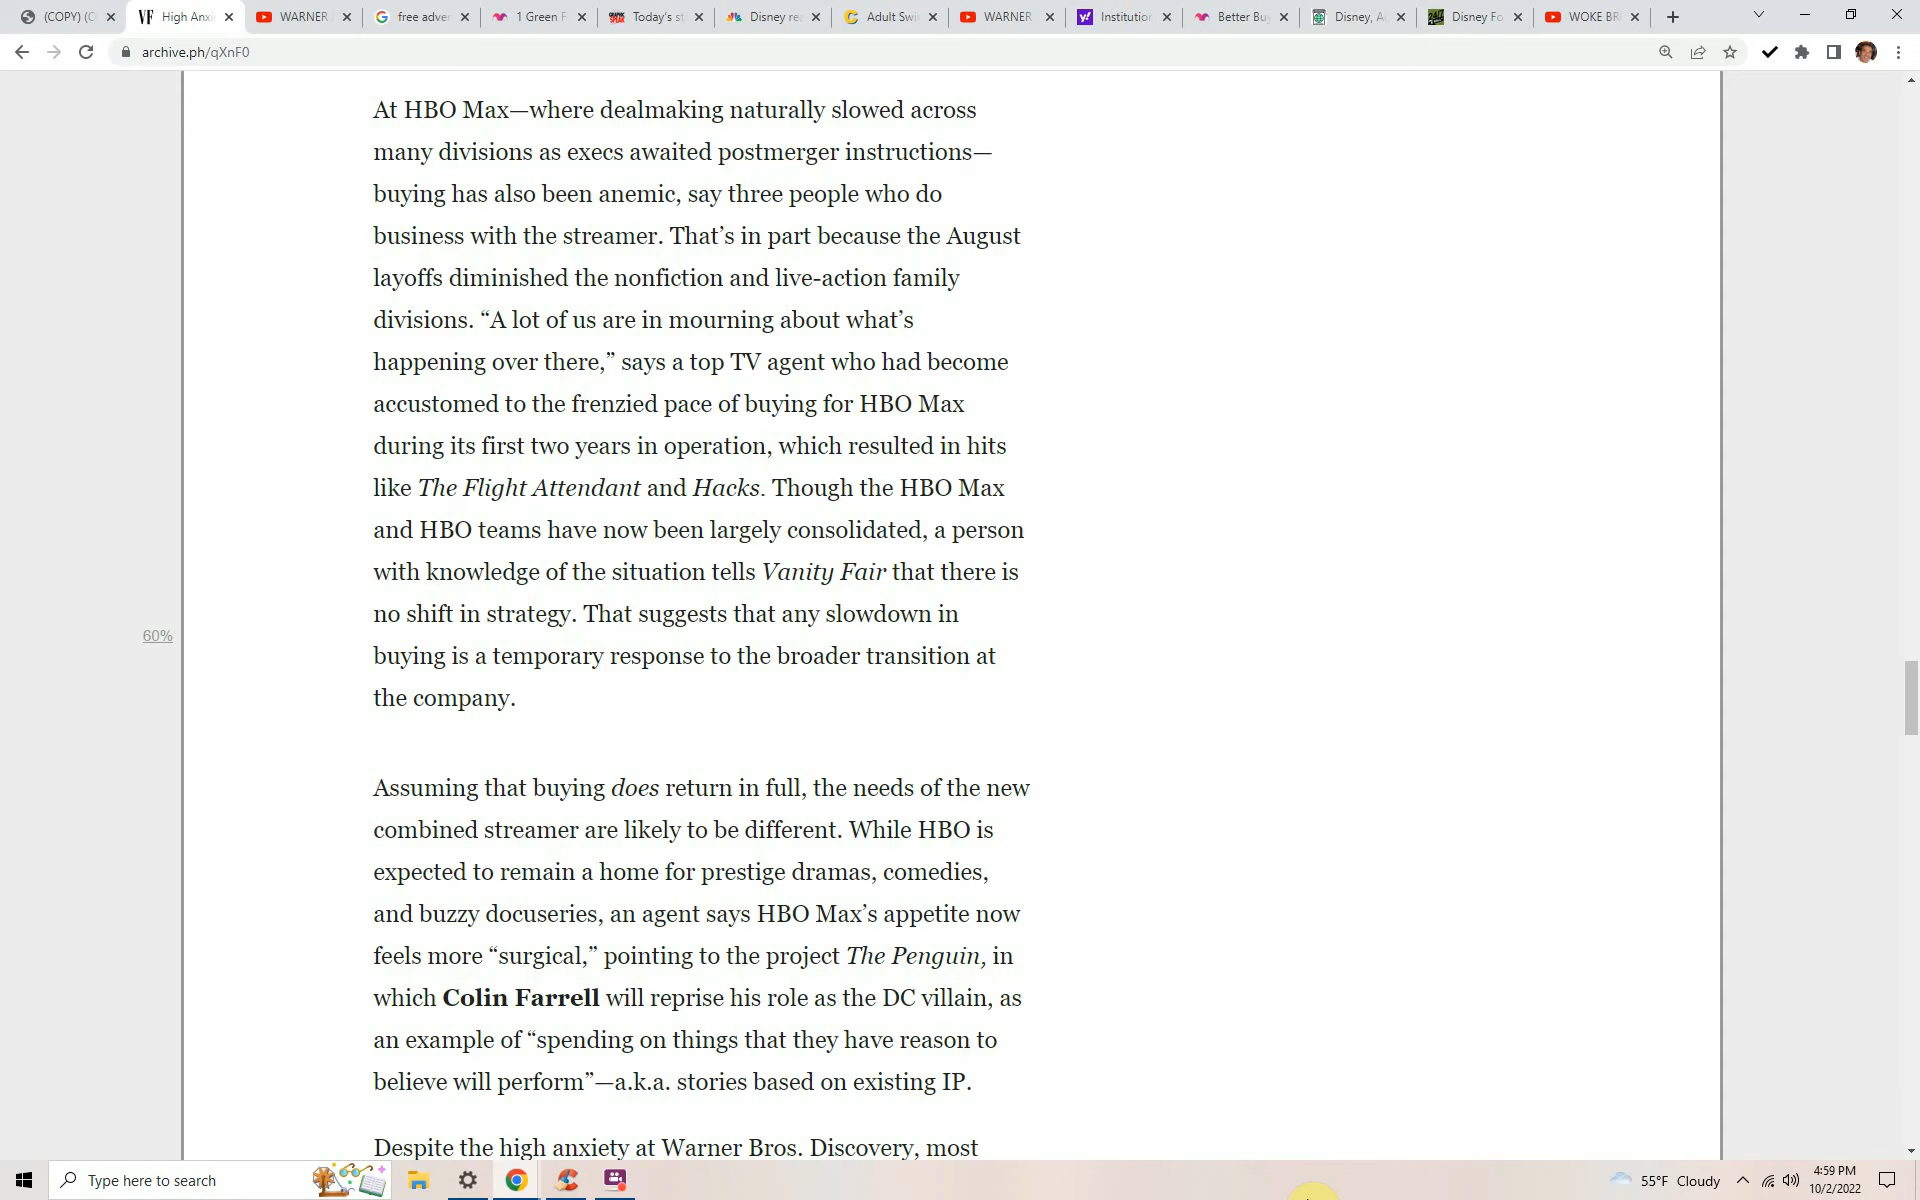 (COPY) (C
VF High Anxi
WARNER
free adver
1 Green F
Today's st
Disney re
Adult Swi
WARNER
Institution
Better Bu
Disney, A
Disney Fo
WOKE BR
archive.ph/qXnF0
At HBO Max—where dealmaking naturally slowed across
many divisions as execs awaited postmerger instructions—
buying has also been anemic, say three people who do
business with the streamer. That’s in part because the August
layoffs diminished the nonfiction and live-action family
divisions. “A lot of us are in mourning about what’s
happening over there,” says a top TV agent who had become
accustomed to the frenzied pace of buying for HBO Max
during its first two years in operation, which resulted in hits
like The Flight Attendant and Hacks. Though the HBO Max
and HBO teams have now been largely consolidated, a person
with knowledge of the situation tells Vanity Fair that there is
no shift in strategy. That suggests that any slowdown in
60%
buying is a temporary response to the broader transition at
the company.
Assuming that buying does return in full, the needs of the new
combined streamer are likely to be different. While HBO is
expected to remain a home for prestige dramas, comedies,
and buzzy docuseries, an agent says HBO Max’s appetite now
feels more “surgical,” pointing to the project The Penguin, in
which Colin Farrell will reprise his role as the DC villain, as
an example of “spending on things that they have reason to
believe will perform”—a.k.a. stories based on existing IP.
Despite the high anxiety at Warner Bros. Discovery, most
Type here to search
55°F Cloudy
4:59 PM
10/2/2022